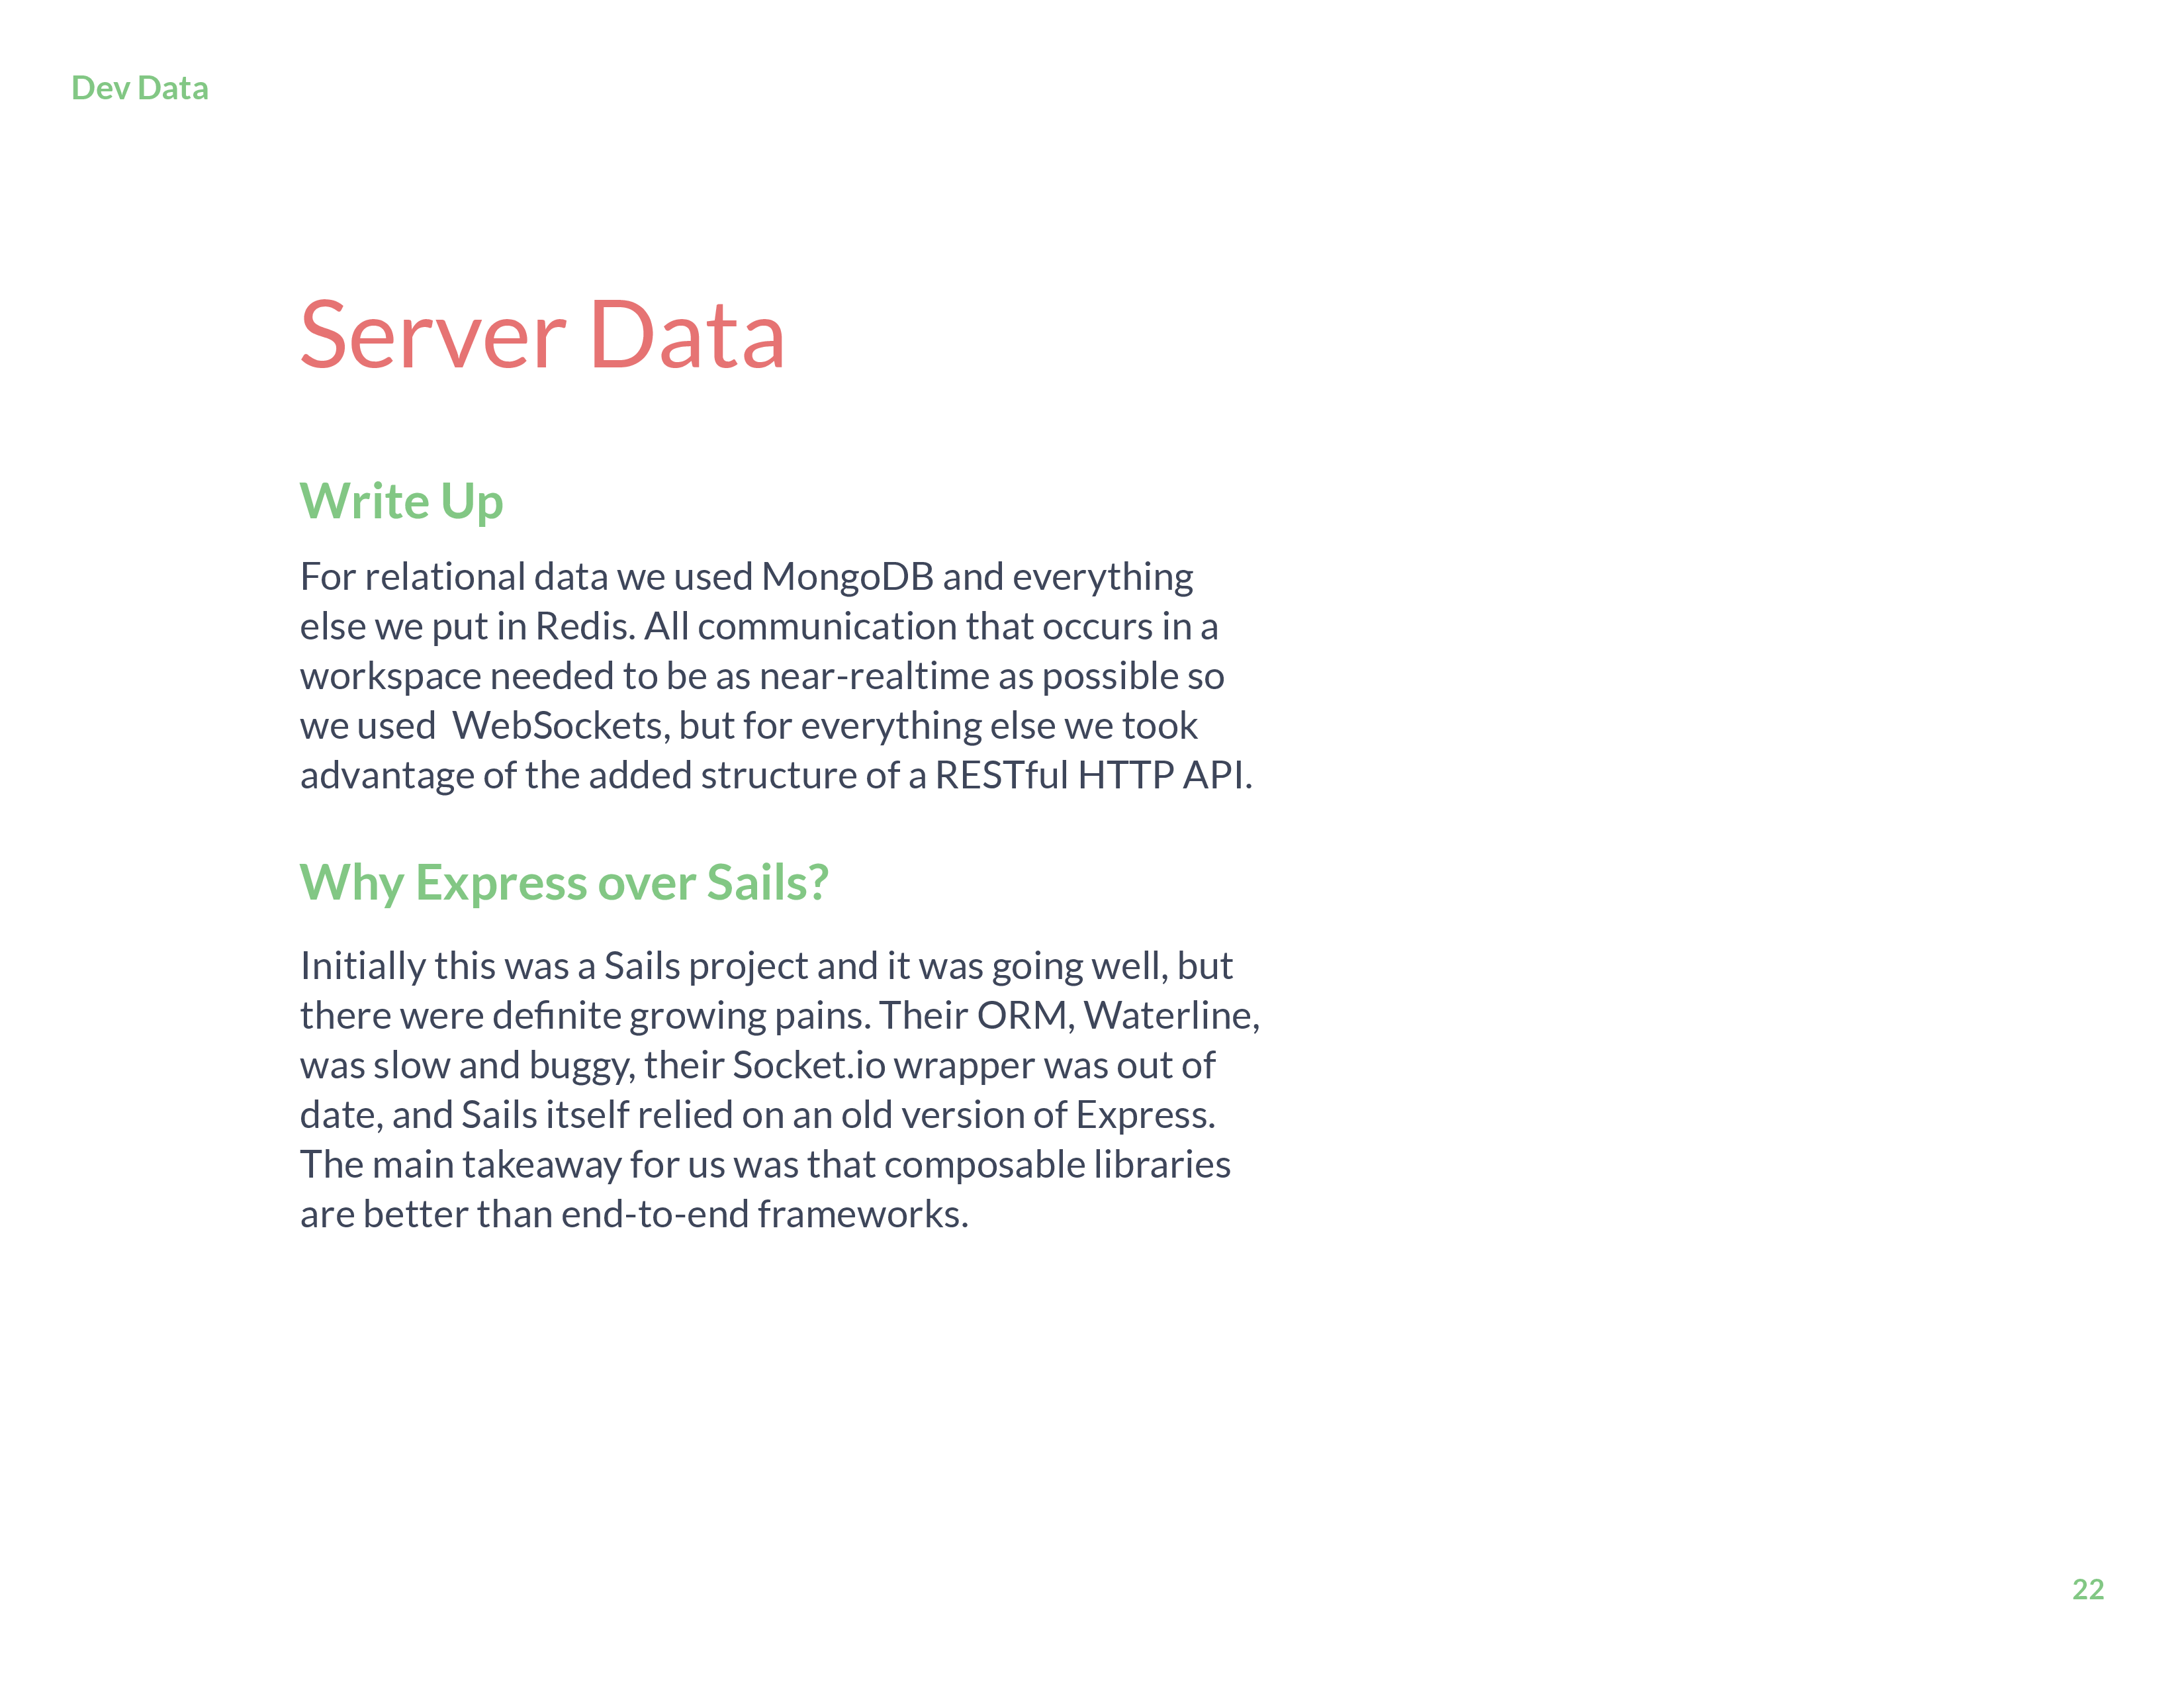 Dev Data
Server Data
Write Up
For relational data we used MongoDB and everything
else we put in Redis. All communication that occurs in a
workspace needed to be as near-realtime as possible so
we used  WebSockets, but for everything else we took
advantage of the added structure of a RESTful HTTP API.
Why Express over Sails?
Initially this was a Sails project and it was going well, but
there were definite growing pains. Their ORM, Waterline,
was slow and buggy, their Socket.io wrapper was out of
date, and Sails itself relied on an old version of Express.
The main takeaway for us was that composable libraries
are better than end-to-end frameworks.
22